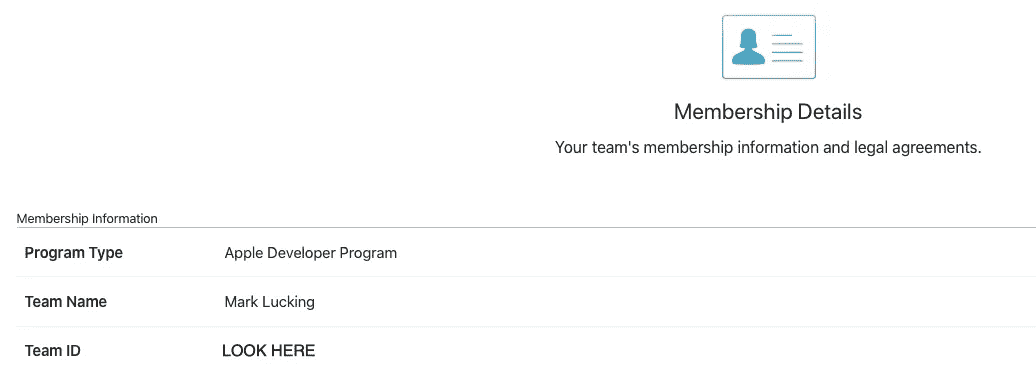 Membership Details
Your team's membership information and legal agreements.
Membership Information
Program Type Apple Developer Program
Team Name Mark Lucking
Team ID LOOK HERE